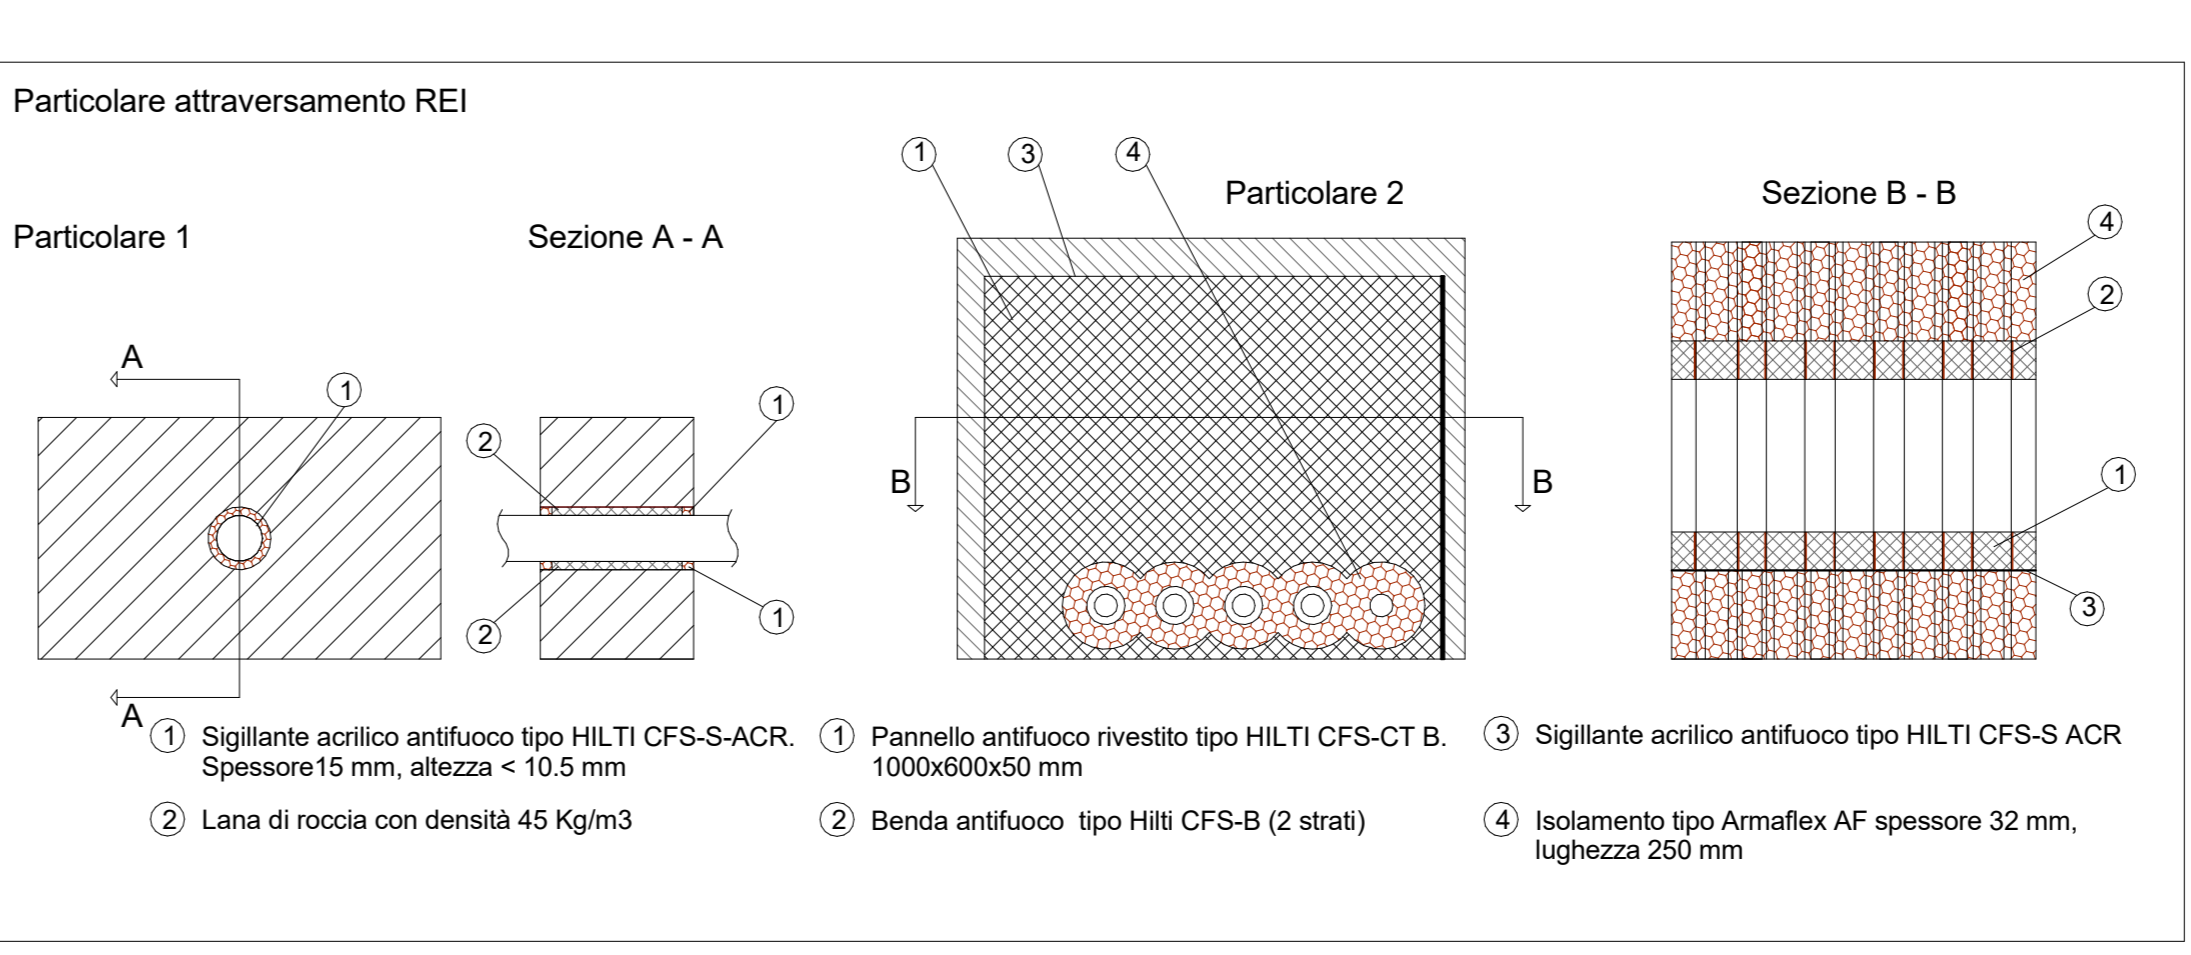 Particolare attraversamento REI
Particolare 1
Sezione A - A
Particolare 2
Sezione B - B
1
3
4
4
2
A
1
1
2
B
B
1
2
1
3
A
1 Sigillante acrilico antifuoco tipo HILTI CFS-S-ACR.
Spessore15 mm, altezza < 10.5 mm
2 Lana di roccia con densità 45 Kg/m3
1 Pannello antifuoco rivestito tipo HILTI CFS-CT B.
1000x600x50 mm
2 Benda antifuoco  tipo Hilti CFS-B (2 strati)
3 Sigillante acrilico antifuoco tipo HILTI CFS-S ACR
4 Isolamento tipo Armaflex AF spessore 32 mm,
lughezza 250 mm